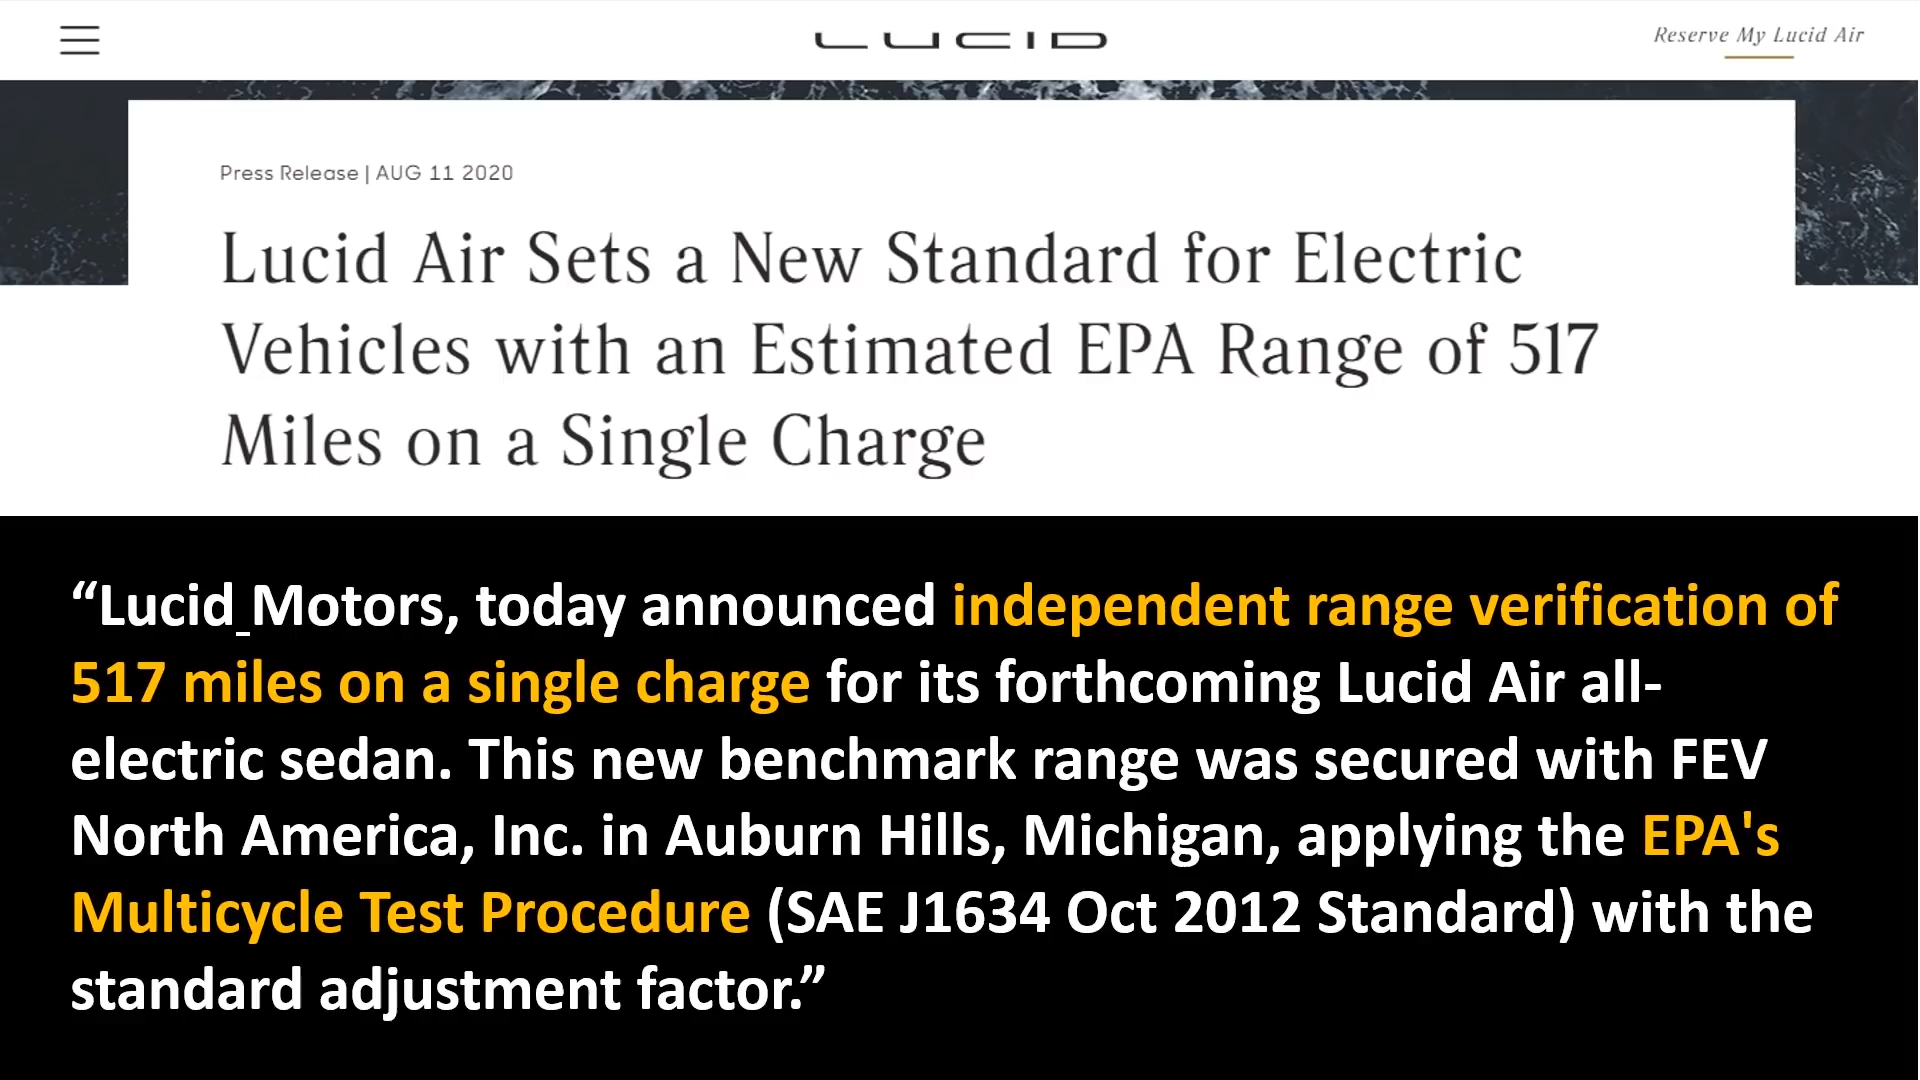 LUCID
Reserve My Lucid Air
Press Release | AUG 11 2020
Lucid Air Sets a New Standard for Electric
Vehicles with an Estimated EPA Range of 517
Miles on a Single Charge
“Lucid Motors, today announced independent range verification of
517 miles on a single charge for its forthcoming Lucid Air all-
electric sedan. This new benchmark range was secured with FEV
North America, Inc. in Auburn Hills, Michigan, applying the EPA's
Multicycle Test Procedure (SAE J1634 Oct 2012 Standard) with the
standard adjustment factor.”